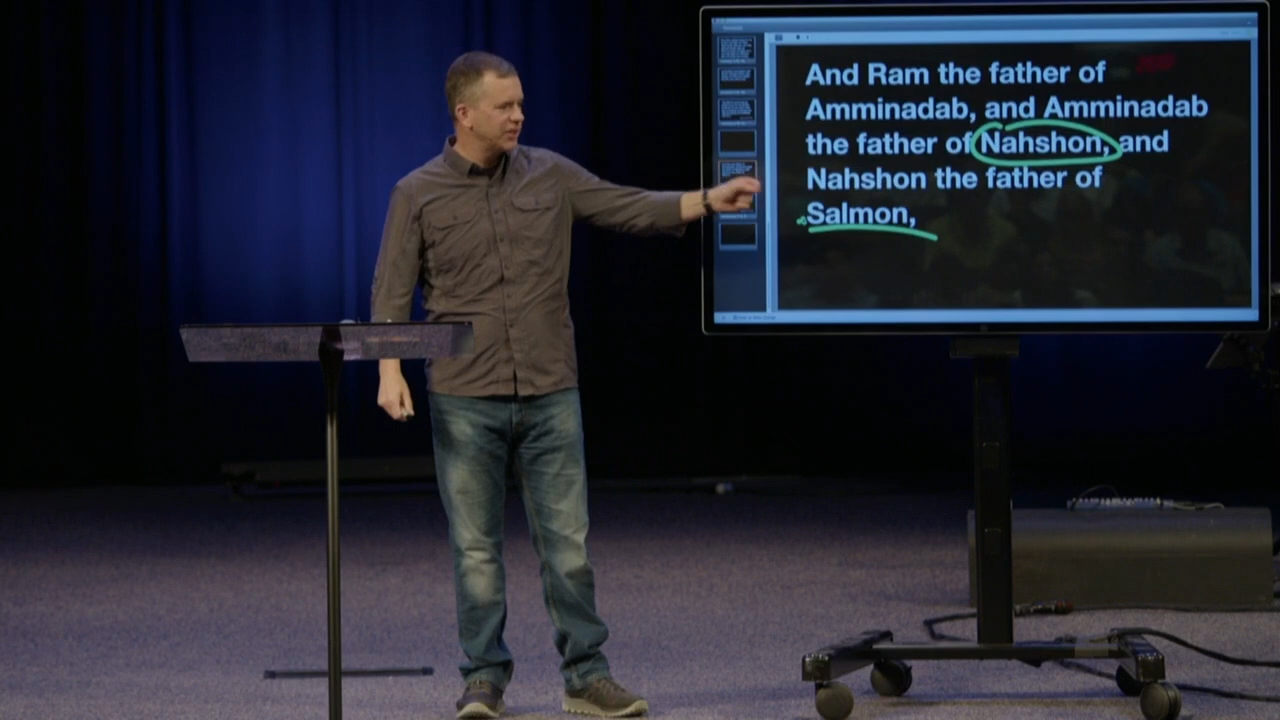 And Ram the father of
Amminadab, and Amminadab
the father of Nahshon, and
Nahshon the father of
Salmon,